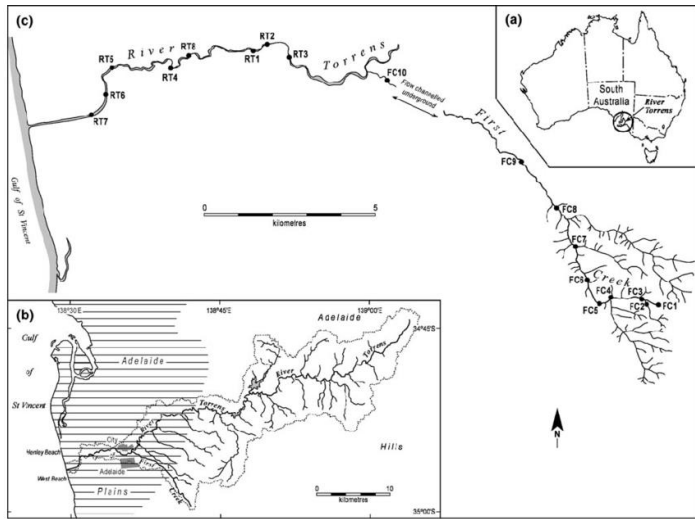 (c)
River
Torrens
RT8
RT2
RT1
RT3
RT5
RT4
RT6
RT7
FC10
Flow channelled
underground
First
Creek
FC9
FC8
FC7
FC6
FC5
FC4
FC3
FC2
FC1
Gulf of St Vincent
0
5
kilometres
(a)
South
Australia
River
Torrens
N
(b)
138°30'E
138°45'
139°00'
34°45'
35°00'S
Gulf
of
St Vincent
Adelaide
Plains
Adelaide
Hills
River
Torrens
River
Torrens
City
Adelaide
First
Creek
Henley Beach
West Beach
0
10
kilometres